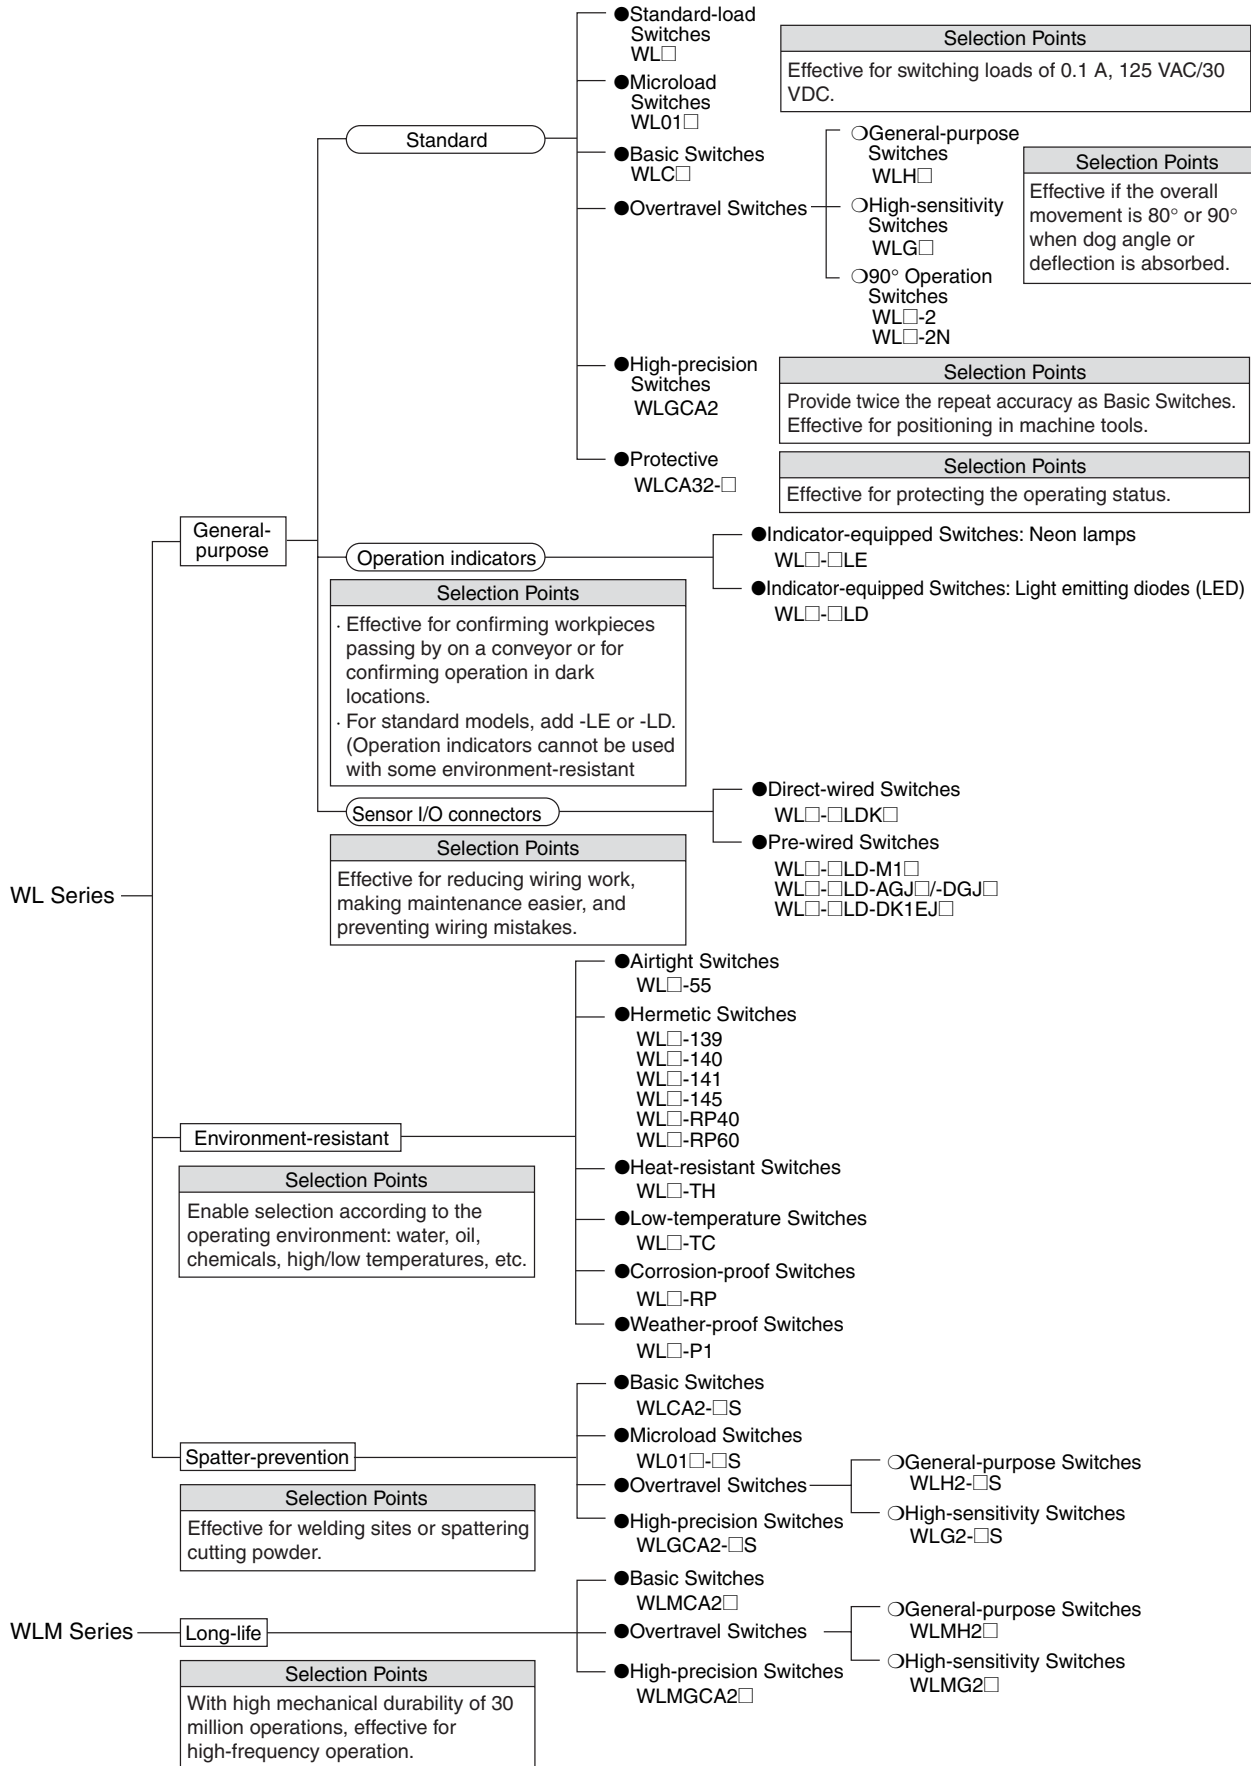 ●Standard-load
Switches
WL□
Selection Points
Effective for switching loads of 0.1 A, 125 VAC/30
VDC.
●Microload
Switches
WL01□
Standard
●Basic Switches
WLC□
●Overtravel Switches
❍General-purpose
Switches
WLH□
❍High-sensitivity
Switches
WLG□
❍90° Operation
Switches
WL□-2
WL□-2N
Selection Points
Effective if the overall
movement is 80° or 90°
when dog angle or
deflection is absorbed.
●High-precision
Switches
WLGCA2
Selection Points
Provide twice the repeat accuracy as Basic Switches.
Effective for positioning in machine tools.
●Protective
WLCA32-□
Selection Points
Effective for protecting the operating status.
General-
purpose
Operation indicators
●Indicator-equipped Switches: Neon lamps
WL□-□LE
●Indicator-equipped Switches: Light emitting diodes (LED)
WL□-□LD
Selection Points
· Effective for confirming workpieces
passing by on a conveyor or for
confirming operation in dark
locations.
· For standard models, add -LE or -LD.
(Operation indicators cannot be used
with some environment-resistant
Sensor I/O connectors
●Direct-wired Switches
WL□-□LDK□
●Pre-wired Switches
WL□-□LD-M1□
WL□-□LD-AGJ□/-DGJ□
WL□-□LD-DK1EJ□
Selection Points
Effective for reducing wiring work,
making maintenance easier, and
preventing wiring mistakes.
WL Series
●Airtight Switches
WL□-55
●Hermetic Switches
WL□-139
WL□-140
WL□-141
WL□-145
WL□-RP40
WL□-RP60
Environment-resistant
Selection Points
Enable selection according to the
operating environment: water, oil,
chemicals, high/low temperatures, etc.
●Heat-resistant Switches
WL□-TH
●Low-temperature Switches
WL□-TC
●Corrosion-proof Switches
WL□-RP
●Weather-proof Switches
WL□-P1
Spatter-prevention
●Basic Switches
WLCA2-□S
●Microload Switches
WL01□-□S
●Overtravel Switches
❍General-purpose Switches
WLH2-□S
❍High-sensitivity Switches
WLG2-□S
●High-precision Switches
WLGCA2-□S
Selection Points
Effective for welding sites or spattering
cutting powder.
WLM Series
Long-life
●Basic Switches
WLMCA2□
●Overtravel Switches
❍General-purpose Switches
WLMH2□
❍High-sensitivity Switches
WLMG2□
●High-precision Switches
WLMGCA2□
Selection Points
With high mechanical durability of 30
million operations, effective for
high-frequency operation.